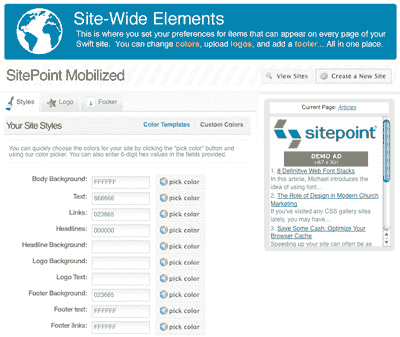 Site-Wide Elements
This is where you set your preferences for items that can appear on every page of your
Swift site. You can change colors, upload logos, and add a footer... All in one place.
SitePoint Mobilized
View Sites
Create a New Site
Styles
Logo
Footer
Your Site Styles
Color Templates
Custom Colors
You can quickly choose the colors for your site by clicking the "pick color" button and
using our color picker. You can also enter 6-digit hex values in the fields provided.
Body Background: FFFFFF pick color
Text: 666666 pick color
Links: 023665 pick color
Headlines: 000000 pick color
Headline Background: pick color
Logo Background: pick color
Logo Text: pick color
Footer Background: 023665 pick color
Footer text: FFFFFF pick color
Footer links: FFFFFF pick color
Current Page: Articles
sitepoint
DEMO AD
1. 8 Definitive Web Font Stacks
In this article, Michael introduces the
idea of using font...
2. The Role of Design in Modern Church
Marketing
If you've visited any CSS gallery sites
lately, you may have...
3. Save Some Cash: Optimize Your
Browser Cache
Speeding up your site can often be as